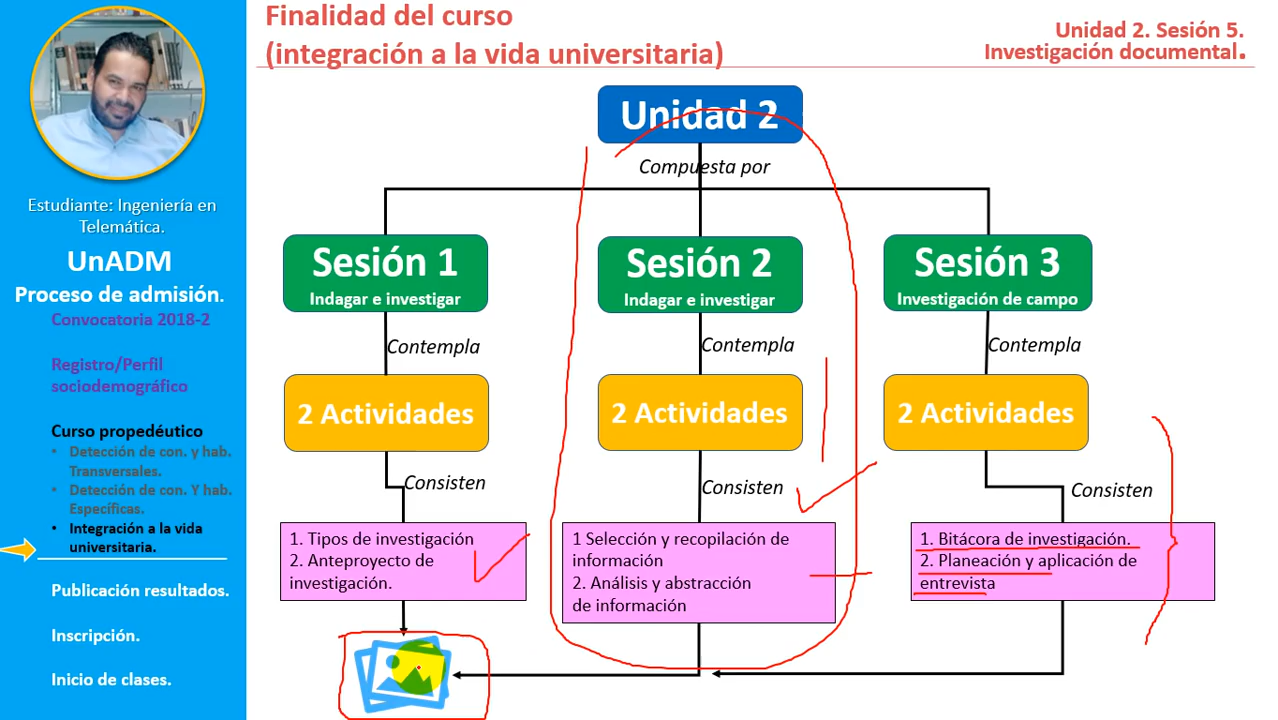 Finalidad del curso
(integración a la vida universitaria)
Unidad 2. Sesión 5.
Investigación documental.
Estudiante: Ingeniería en
Telemática.
UnADM
Proceso de admisión.
Convocatoria 2018-2
Registro/Perfil
sociodemográfico
Curso propedéutico
• Detección de con. y hab.
Transversales.
• Detección de con. Y hab.
Específicas.
• Integración a la vida
universitaria.
Publicación resultados.
Inscripción.
Inicio de clases.
Unidad 2
Compuesta por
Sesión 1
Indagar e investigar
Contempla
2 Actividades
Consisten
1. Tipos de investigación
2. Anteproyecto de
investigación.
Sesión 2
Indagar e investigar
Contempla
2 Actividades
Consisten
1 Selección y recopilación de
información
2. Análisis y abstracción
de información
Sesión 3
Investigación de campo
Contempla
2 Actividades
Consisten
1. Bitácora de investigación.
2. Planeación y aplicación de
entrevista